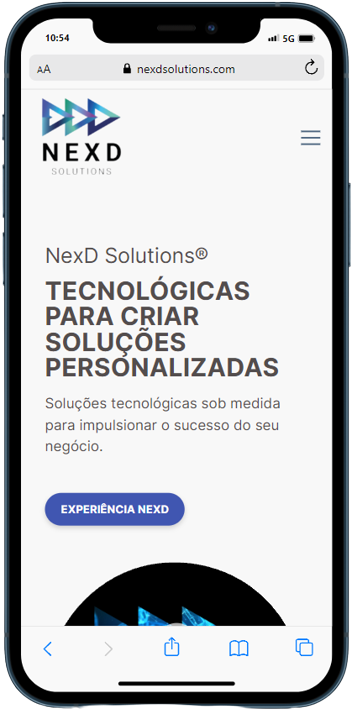 10:54
5G
AA
nexdsolutions.com
NEXD
SOLUTIONS
NexD Solutions®
TECNOLÓGICAS
PARA CRIAR
SOLUÇÕES
PERSONALIZADAS
Soluções tecnológicas sob medida
para impulsionar o sucesso do seu
negócio.
EXPERIÊNCIA NEXD